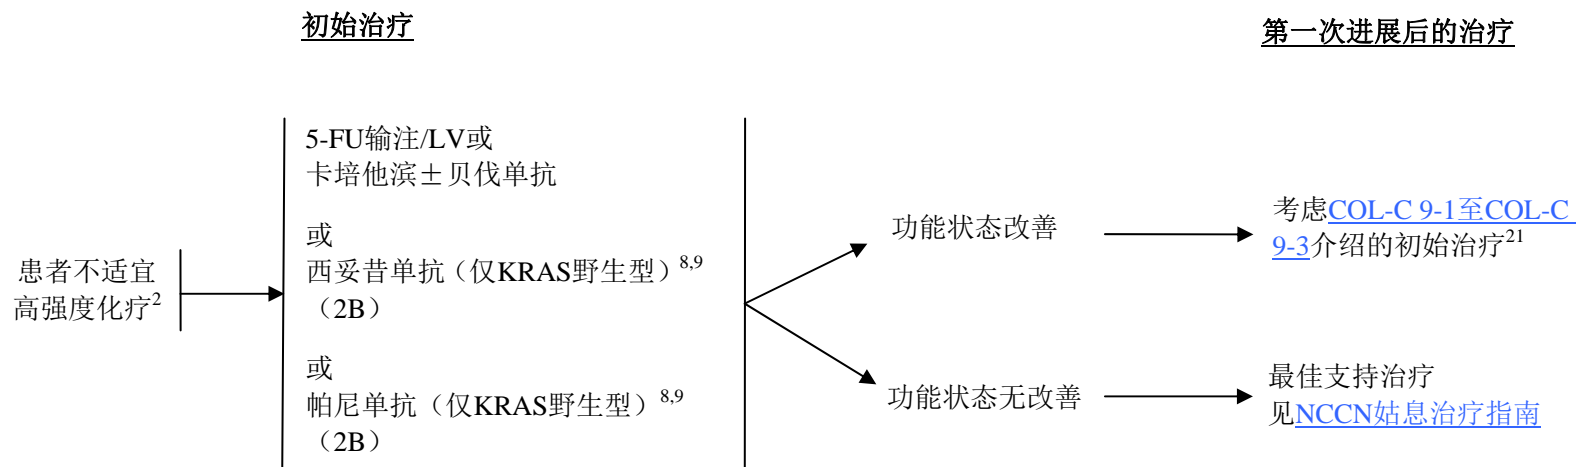 初始治疗
第一次进展后的治疗
患者不适宜
高强度化疗2
5-FU输注/LV或
卡培他滨±贝伐单抗
或
西妥昔单抗（仅KRAS野生型）8,9
（2B）
或
帕尼单抗（仅KRAS野生型）8,9
（2B）
功能状态改善
考虑COL-C 9-1至COL-C
9-3介绍的初始治疗21
功能状态无改善
最佳支持治疗
见NCCN姑息治疗指南